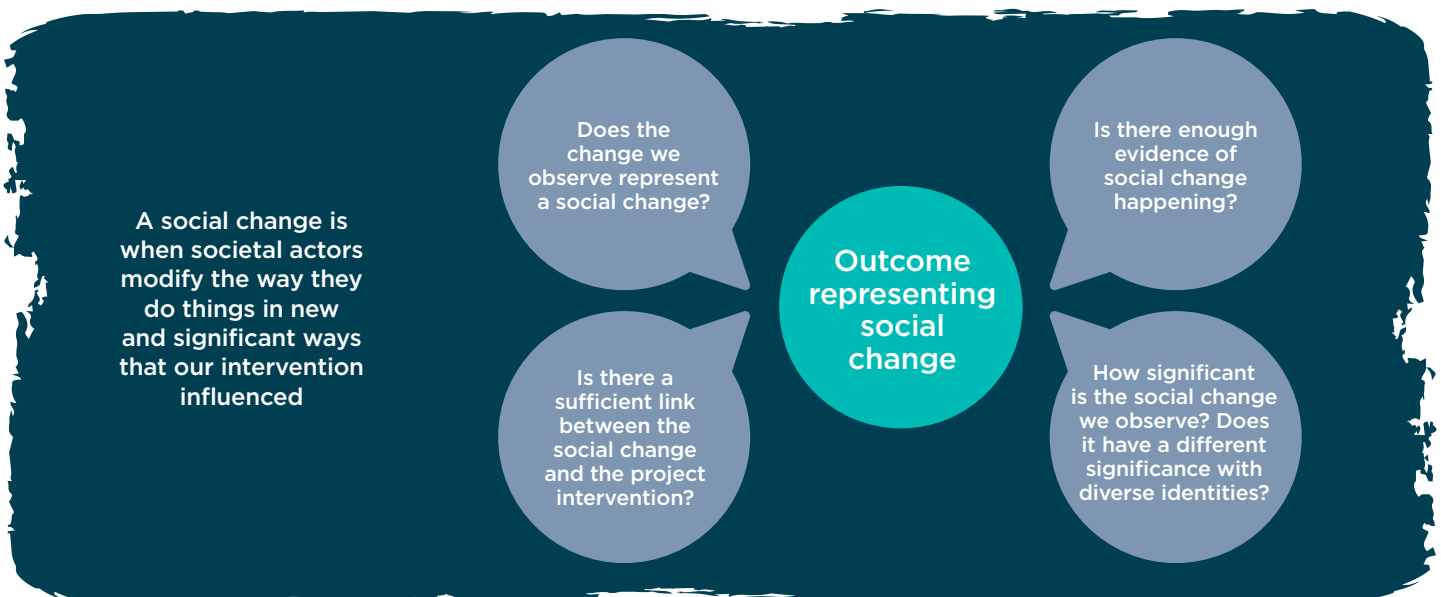 A social change is
when societal actors
modify the way they
do things in new
and significant ways
that our intervention
influenced
Does the
change we
observe represent
a social change?
Is there a
sufficient link
between the
social change
and the project
intervention?
Outcome
representing
social
change
Is there enough
evidence of
social change
happening?
How significant
is the social change
we observe? Does
it have a different
significance with
diverse identities?